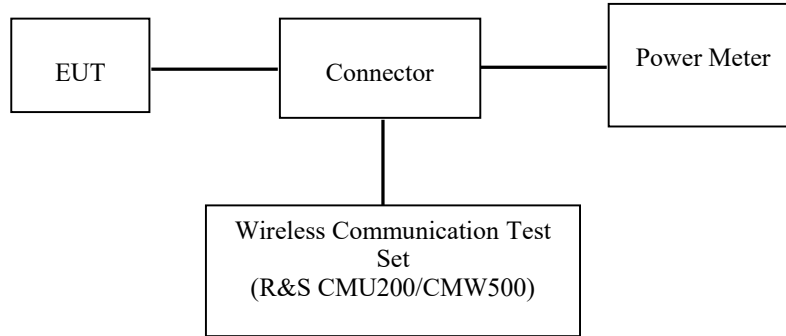 EUT
Connector
Power Meter
Wireless Communication Test
Set
(R&S CMU200/CMW500)